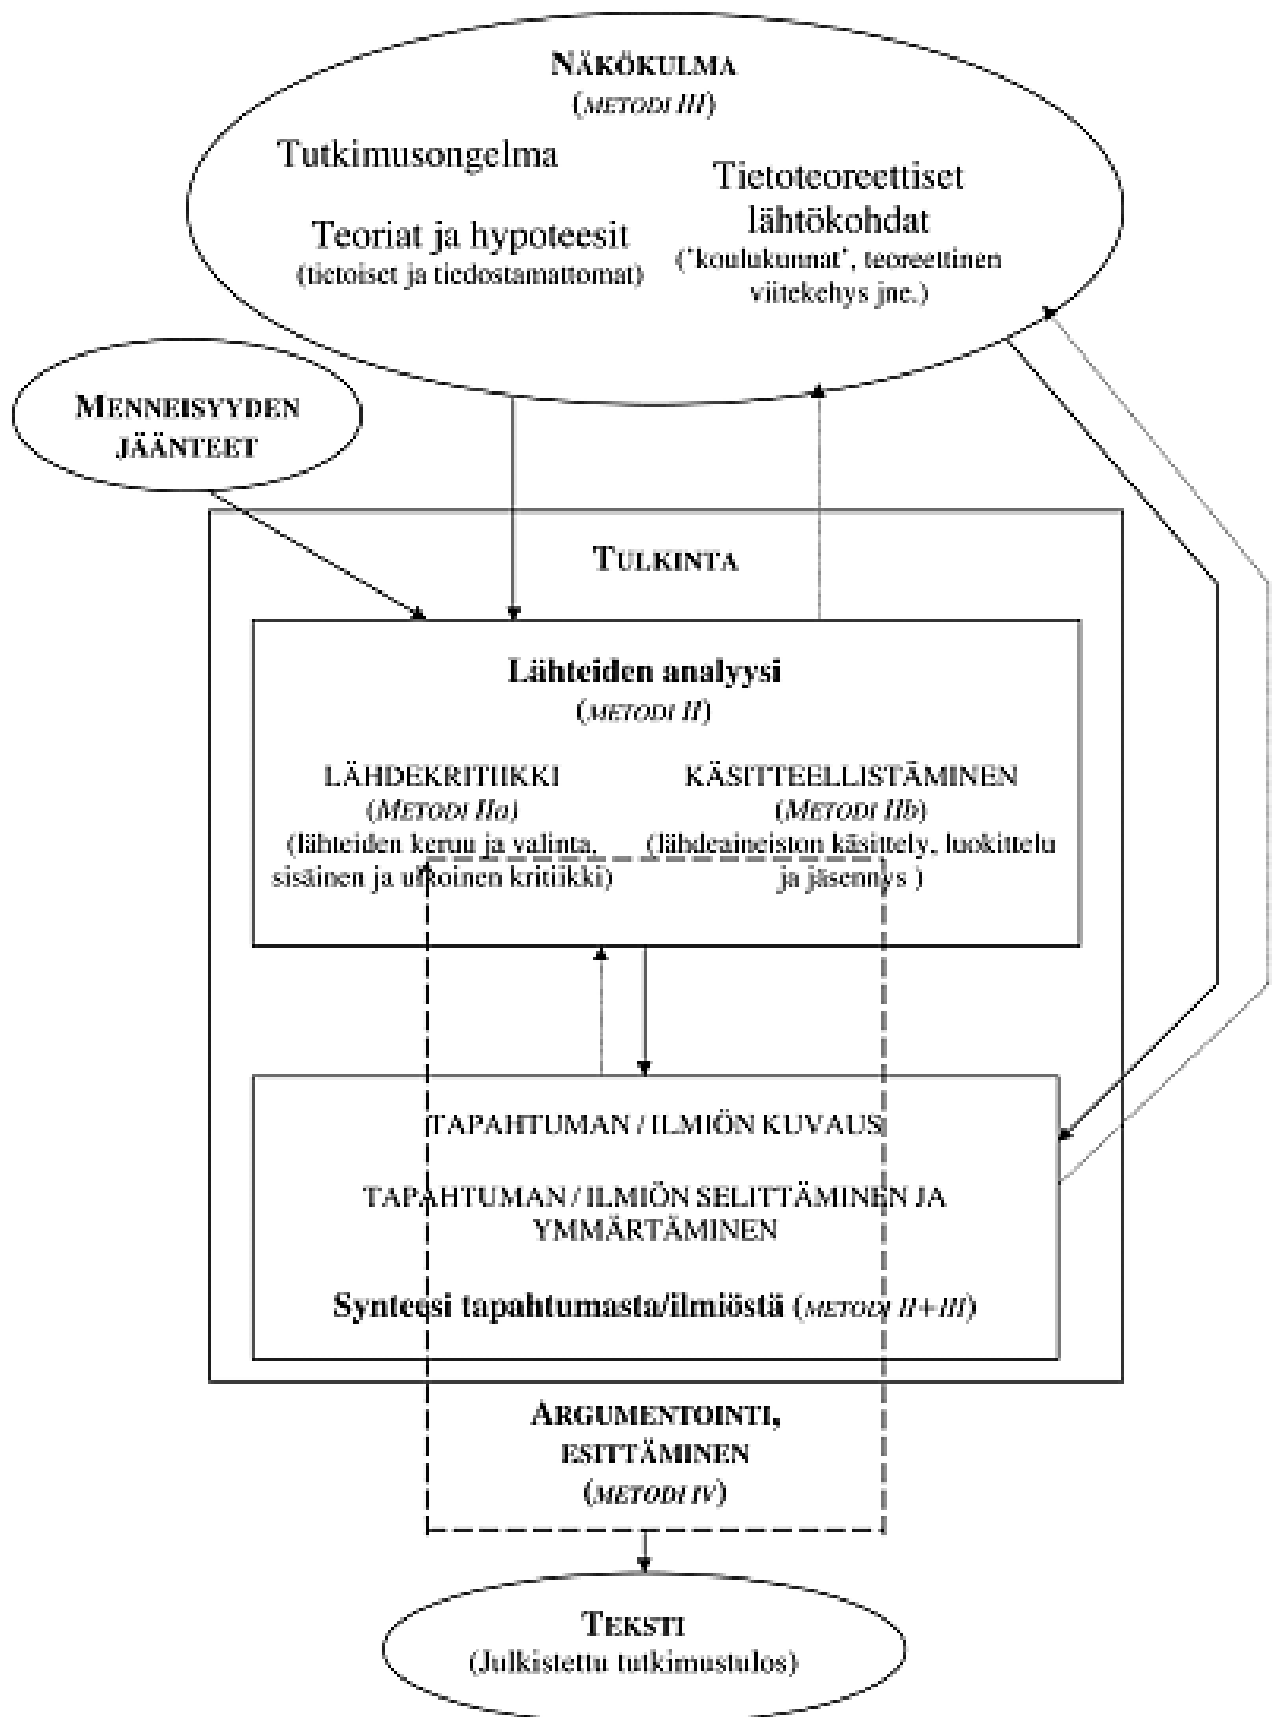 NÄKÖKULMA
(METODI III)
Tutkimusongelma
Teoriat ja hypoteesit
(tietoiset ja tiedostamattomat)
Tietoteoreettiset
lähtökohdat
("koulukunnat", teoreettinen
viitekehys jne.)
MENNEISYYDEN
JÄÄNTEET
TULKINTA
Lähteiden analyysi
(METODI II)
LÄHDEKRITIIKKI
(METODI IIa)
(lähteiden keruu ja valinta,
sisäinen ja ulkoinen kritiikki)
KÄSITTEELLISTÄMINEN
(METODI IIb)
(lähdeaineiston käsittely, luokittelu
ja jäsennys )
TAPAHTUMAN / ILMIÖN KUVAUS
TAPAHTUMAN / ILMIÖN SELITTÄMINEN JA
YMMÄRTÄMINEN
Synteesi tapahtumasta/ilmiöstä (METODI II+III)
ARGUMENTOINTI,
ESITTÄMINEN
(METODI IV)
TEKSTI
(Julkistettu tutkimustulos)